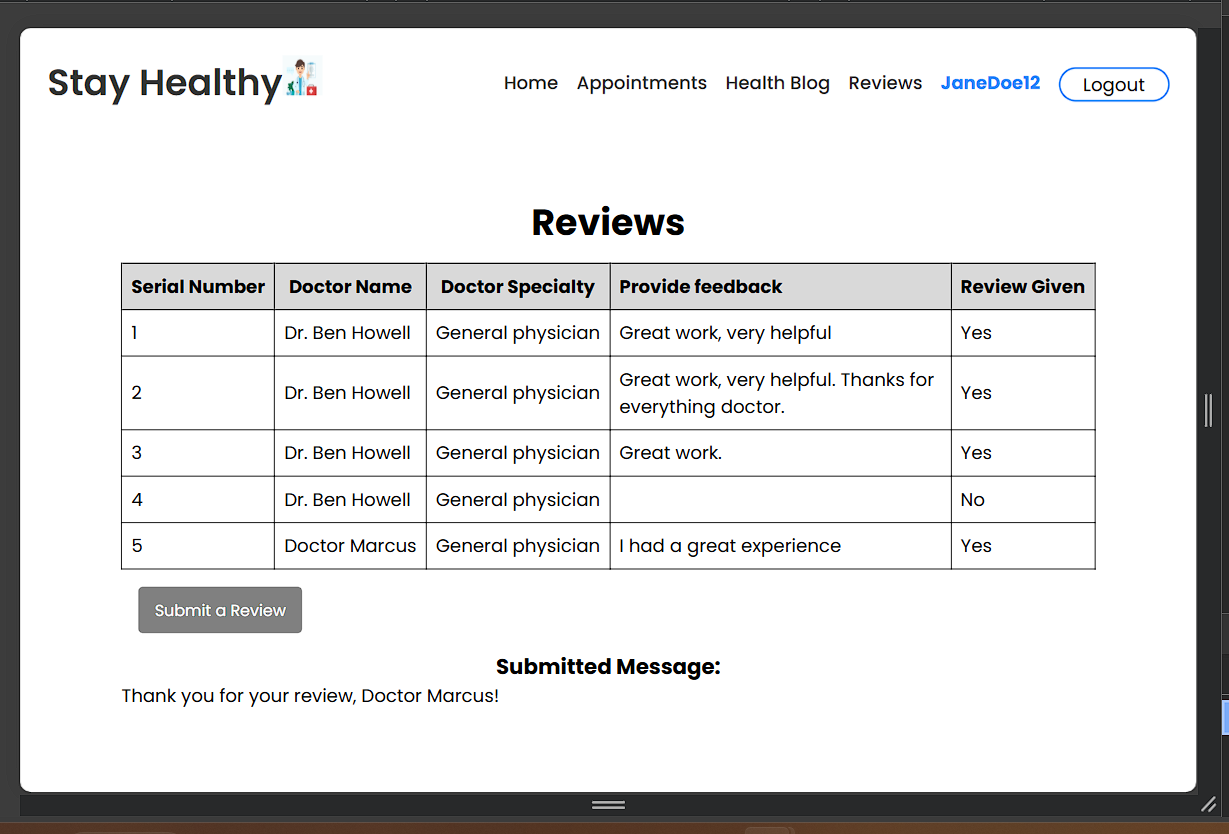 Stay Healthy
Home Appointments Health Blog Reviews JaneDoe12 Logout
Reviews
Serial Number Doctor Name Doctor Specialty Provide feedback Review Given
1 Dr. Ben Howell General physician Great work, very helpful Yes
2 Dr. Ben Howell General physician Great work, very helpful. Thanks for
everything doctor. Yes
3 Dr. Ben Howell General physician Great work. Yes
4 Dr. Ben Howell General physician No
5 Doctor Marcus General physician I had a great experience Yes
Submit a Review
Submitted Message:
Thank you for your review, Doctor Marcus!